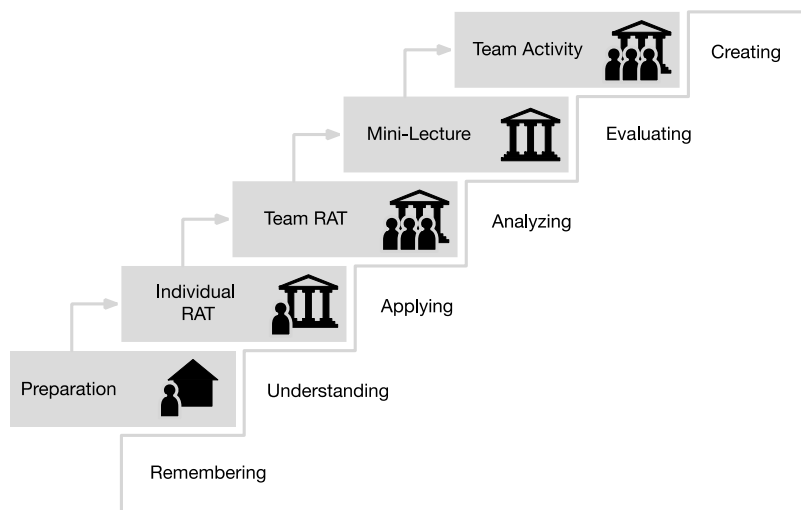 Team Activity
Creating
Mini-Lecture
Evaluating
Team RAT
Analyzing
Individual
RAT
Applying
Preparation
Understanding
Remembering